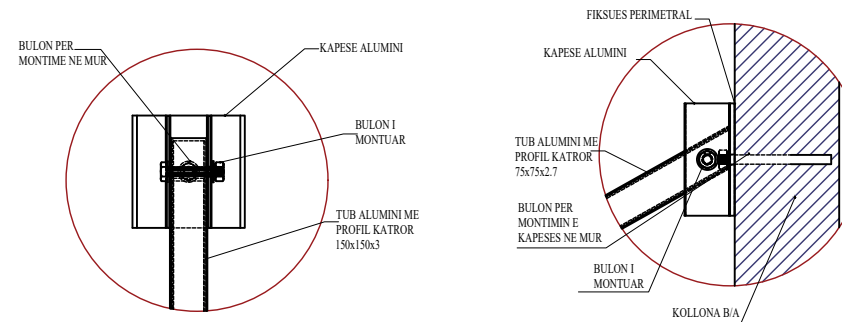 BULON PER
MONTIME NE MUR
KAPESE ALUMINI
BULON I
MONTUAR
TUB ALUMINI ME
PROFIL KATROR
150x150x3
FIKSUES PERIMETRAL
KAPESE ALUMINI
TUB ALUMINI ME
PROFIL KATROR
75x75x2.7
BULON PER
MONTIMIN E
KAPESES NE MUR
BULON I
MONTUAR
KOLLONA B/A